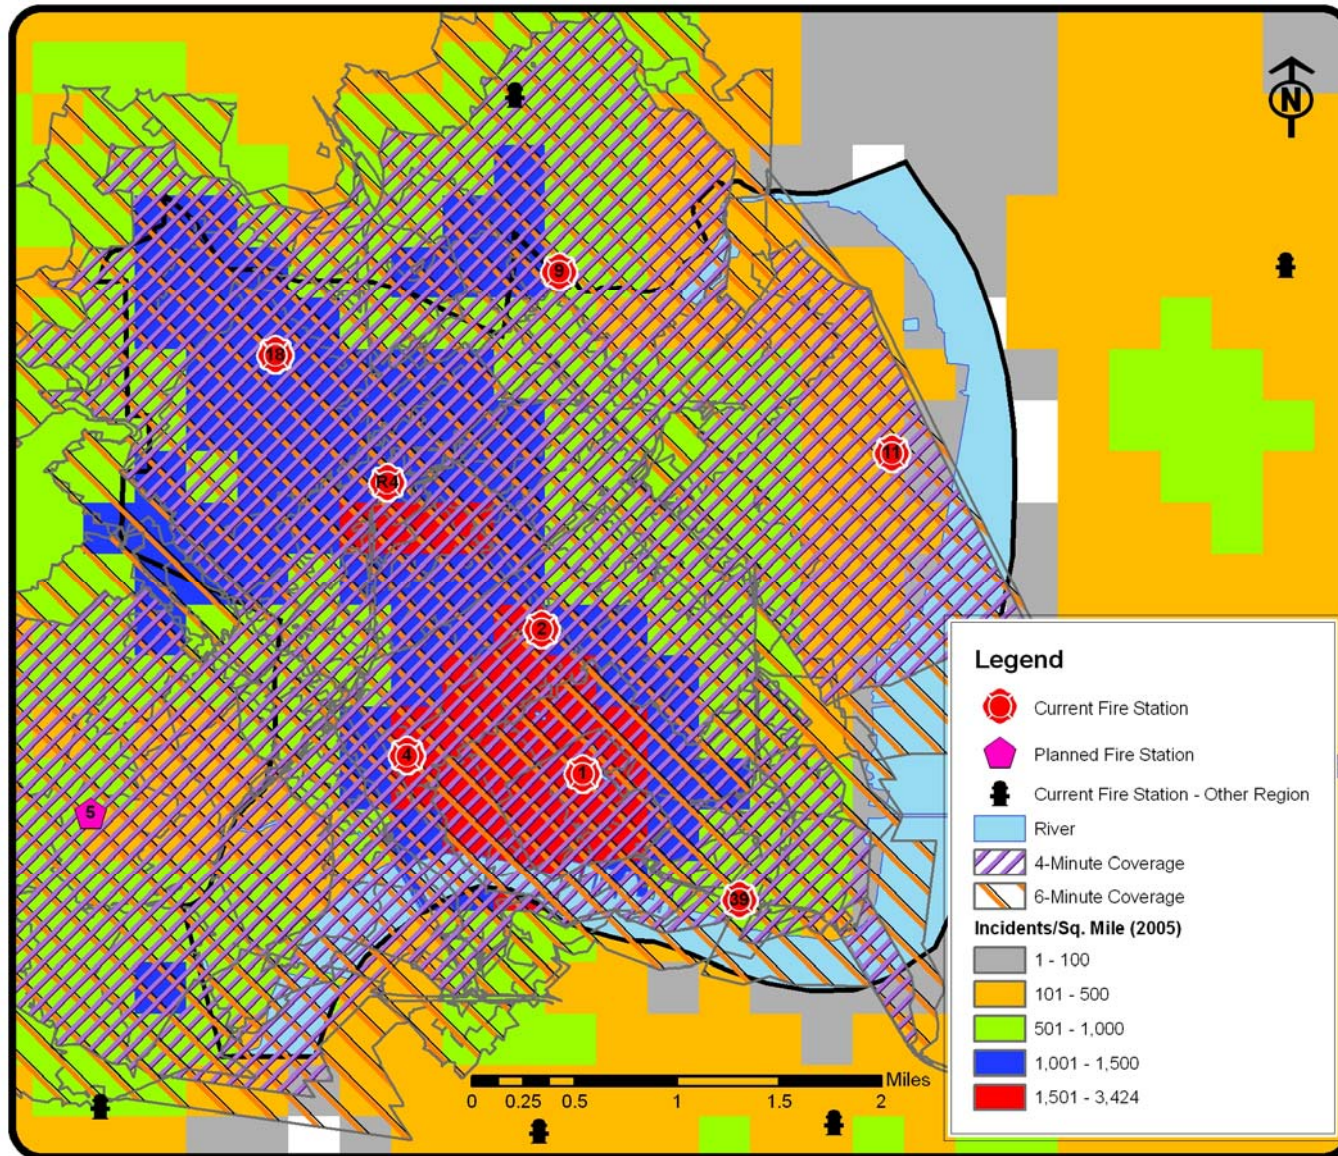 N
9
18
11
R4
2
4
1
5
39
Legend
Current Fire Station
Planned Fire Station
Current Fire Station - Other Region
River
4-Minute Coverage
6-Minute Coverage
Incidents/Sq. Mile (2005)
1 - 100
101 - 500
501 - 1,000
1,001 - 1,500
1,501 - 3,424
Miles
0 0.25 0.5 1 1.5 2